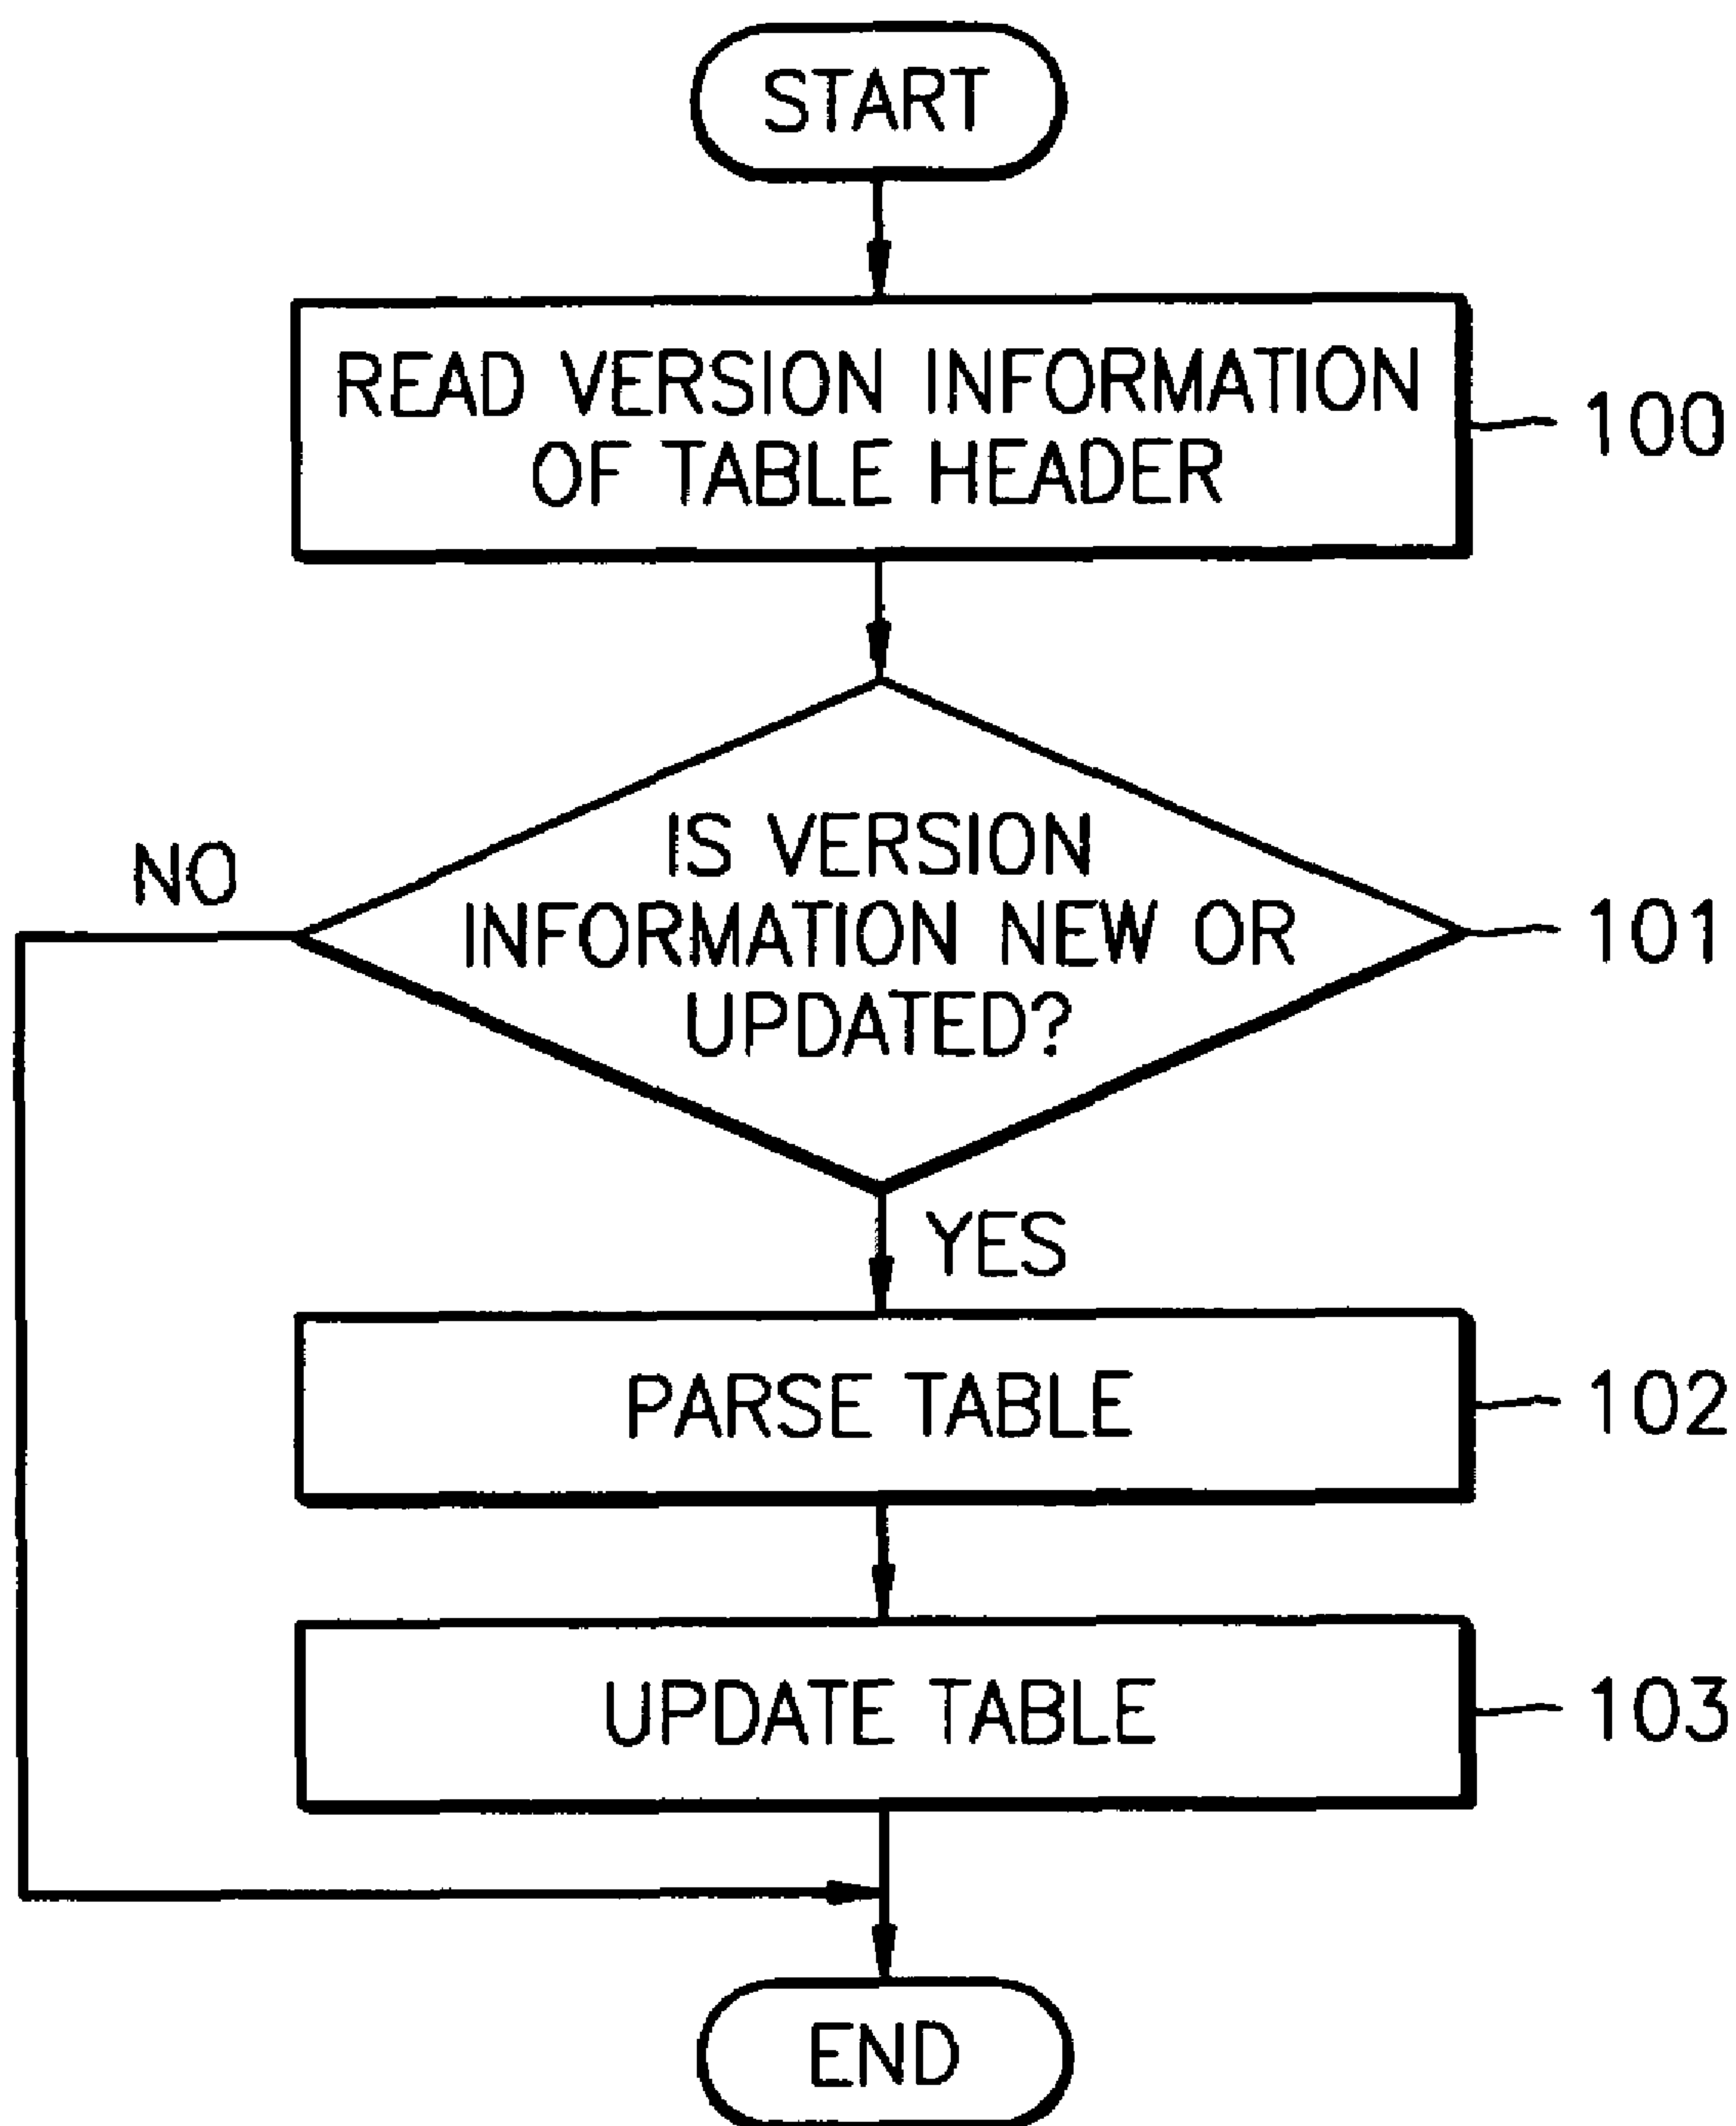 START
READ VERSION INFORMATION
OF TABLE HEADER
100
IS VERSION
INFORMATION NEW OR
UPDATED?
101
NO
YES
PARSE TABLE
102
UPDATE TABLE
103
END